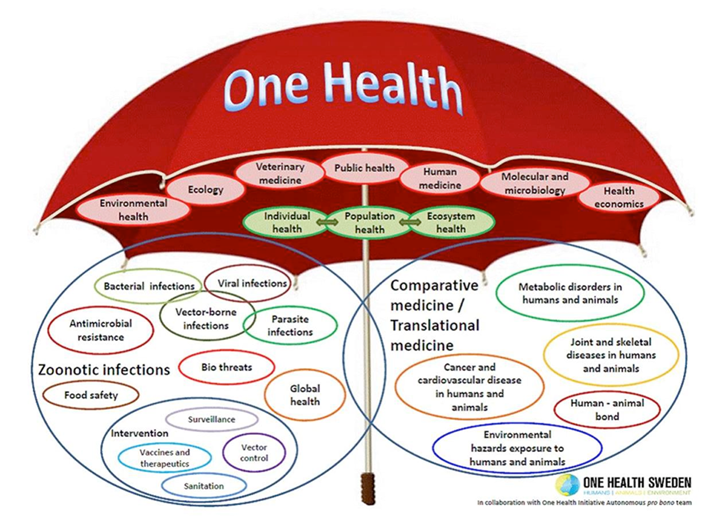 One Health
Environmental
health
Ecology
Veterinary
medicine
Public health
Human
medicine
Molecular and
microbiology
Health
economics
Individual
health
Population
health
Ecosystem
health
Bacterial infections
Viral infections
Vector-borne
infections
Parasite
infections
Antimicrobial
resistance
Zoonotic infections
Bio threats
Food safety
Global
health
Intervention
Surveillance
Vaccines and
therapeutics
Vector
control
Sanitation
Comparative
medicine /
Translational
medicine
Metabolic disorders in
humans and animals
Joint and skeletal
diseases in humans
and animals
Cancer and
cardiovascular disease
in humans and
animals
Human - animal
bond
Environmental
hazards exposure to
humans and animals
ONE HEALTH SWEDEN
HUMANS | ANIMALS | ENVIRONMENT
In collaboration with One Health Initiative Autonomous pro bono team